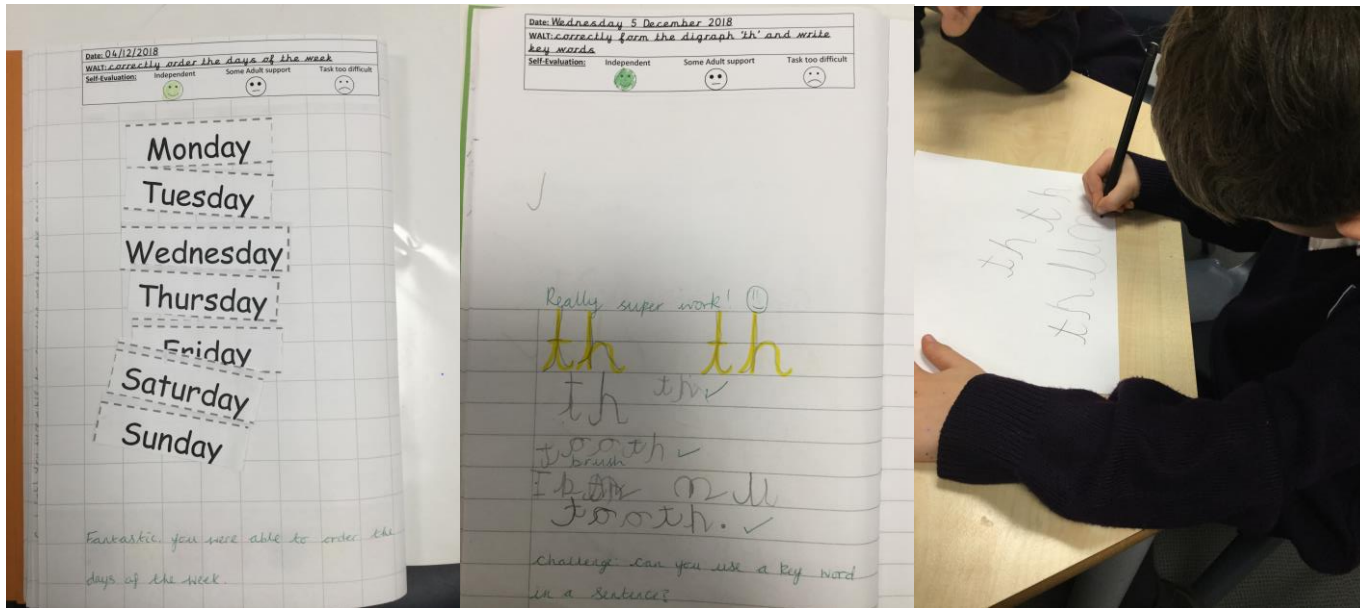 Date: 04/12/2018
WALT: correctly order the days of the week
Self-Evaluation: Independent Some Adult support Task too difficult
Monday
Tuesday
Wednesday
Thursday
Friday
Saturday
Sunday
Fantastic you were able to order the
days of the week.
Date: Wednesday 5 December 2018
WALT: correctly form the digraph 'th' and write
key words
Self-Evaluation: Independent Some Adult support Task too difficult
J
Really super work!
th th
th th
tooth
brush
I
tooth.
challenge: can you use a key word
in a sentence?
th th
th